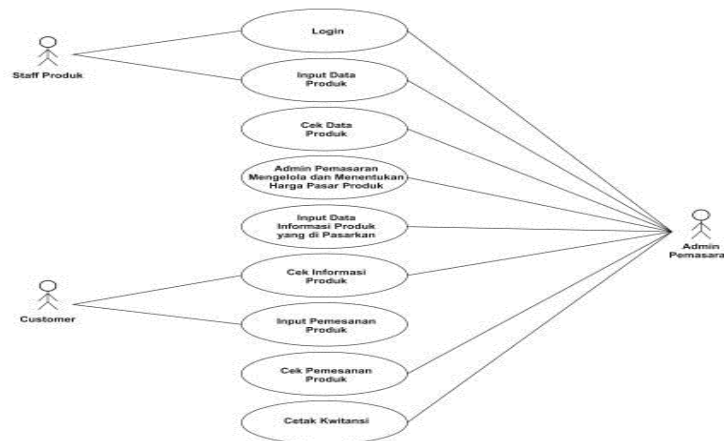 Login
Staff Produk
Input Data
Produk
Cek Data
Produk
Admin Pemasaran
Mengelola dan Menentukan
Harga Pasar Produk
Input Data
Informasi Produk
yang di Pasarkan
Admin
Pemasara
Cek Informasi
Produk
Customer
Input Pemesanan
Produk
Cek Pemesanan
Produk
Cetak Kwitansi